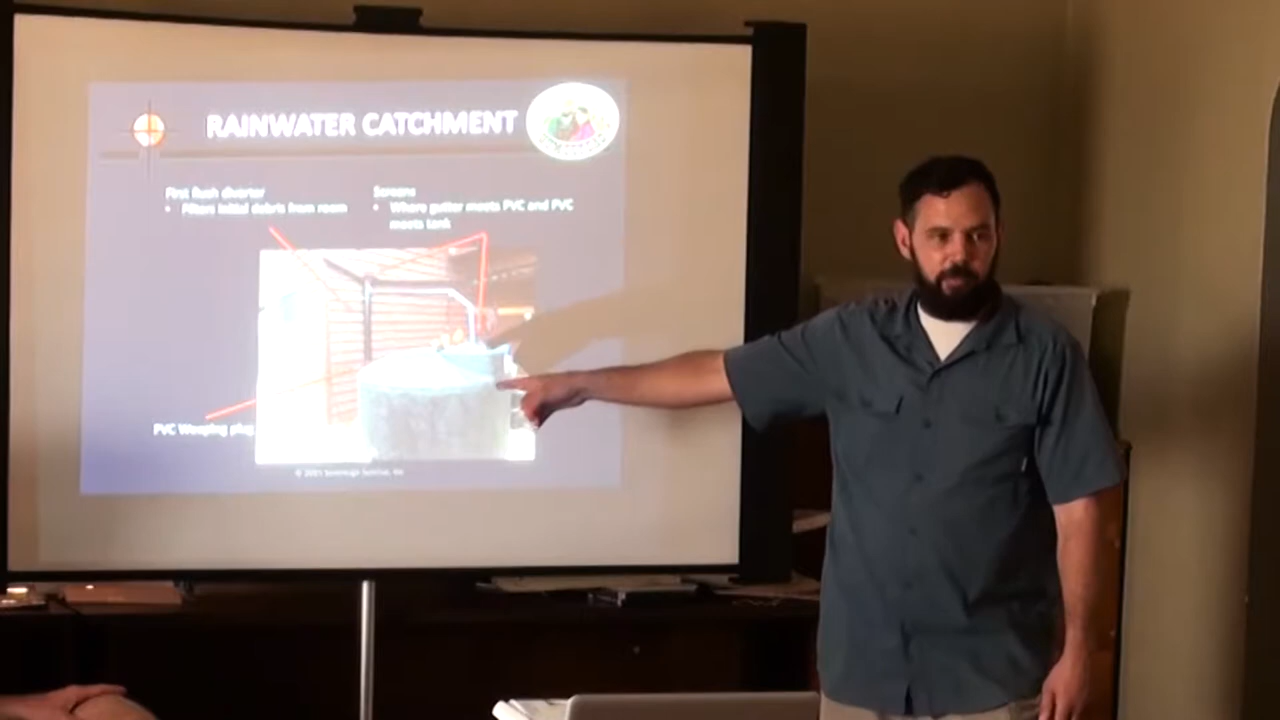 RAINWATER CATCHMENT
First flush diverter
• Filters initial debris from room
Screens
• Where gutter meets PVC and PVC
meets tank
PVC Weeping plug